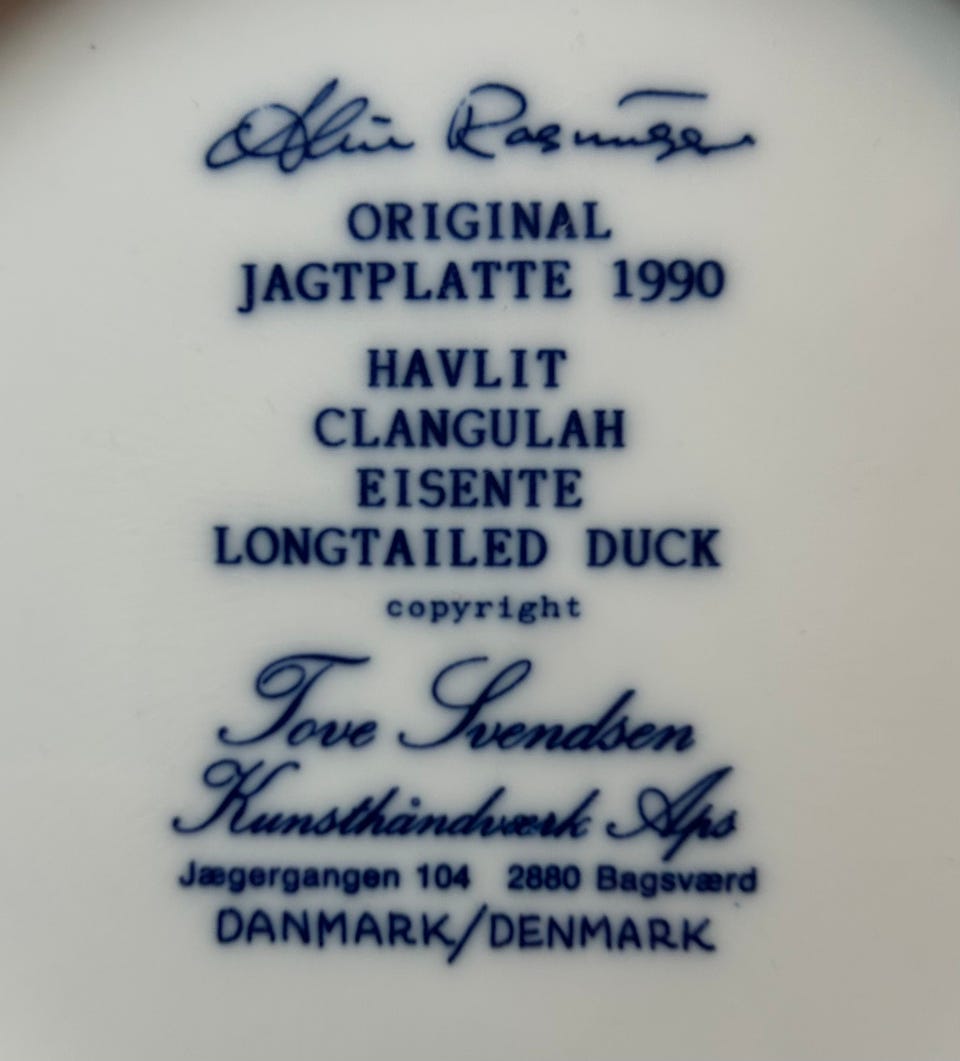 Rasmussen
ORIGINAL
JAGTPLATTE 1990
HAVLIT
CLANGULAH
EISENTE
LONGTAILED DUCK
copyright
Tove Svendsen
Kunsthåndværk Aps
Jægergangen 104 2880 Bagsværd
DANMARK/DENMARK